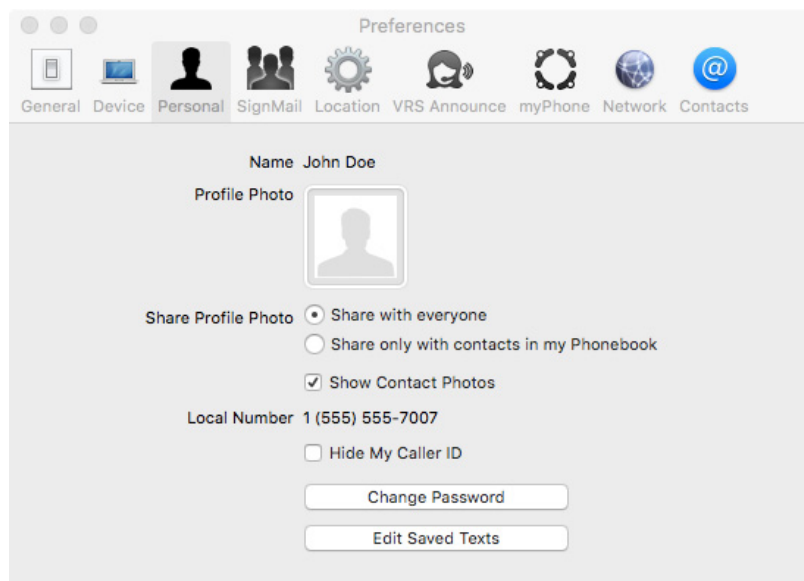 Preferences
General Device Personal SignMail Location VRS Announce myPhone Network Contacts
Name John Doe
Profile Photo
Share Profile Photo Share with everyone
Share only with contacts in my Phonebook
Show Contact Photos
Local Number 1 (555) 555-7007
Hide My Caller ID
Change Password
Edit Saved Texts